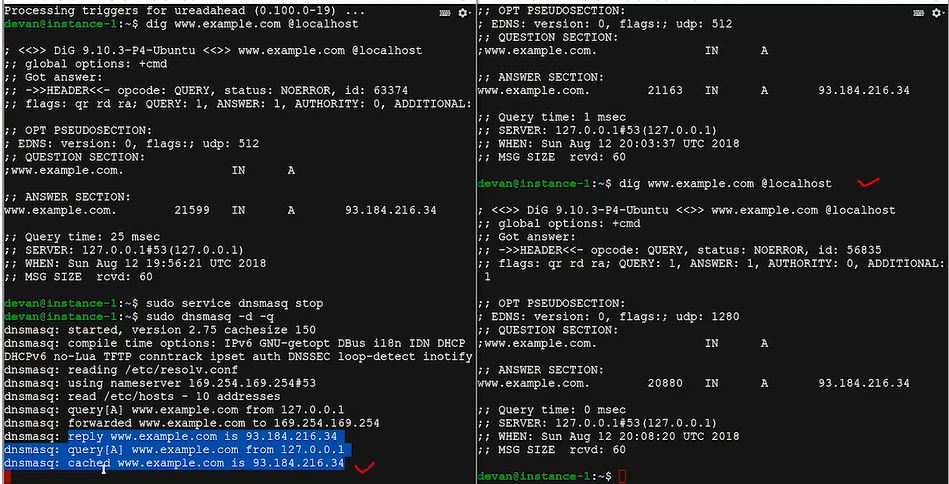 Processing triggers for ureadahead (0.100.0-19) ...
devan@instance-1:~$ dig www.example.com @localhost
; <<>> DiG 9.10.3-P4-Ubuntu <<>> www.example.com @localhost
;; global options: +cmd
;; Got answer:
;; ->>HEADER<<- opcode: QUERY, status: NOERROR, id: 63374
;; flags: qr rd ra; QUERY: 1, ANSWER: 1, AUTHORITY: 0, ADDITIONAL:
;; OPT PSEUDOSECTION:
; EDNS: version: 0, flags:; udp: 512
;; QUESTION SECTION:
;www.example.com. IN A
;; ANSWER SECTION:
www.example.com. 21599 IN A 93.184.216.34
;; Query time: 25 msec
;; SERVER: 127.0.0.1#53(127.0.0.1)
;; WHEN: Sun Aug 12 19:56:21 UTC 2018
;; MSG SIZE rcvd: 60
devan@instance-1:~$ sudo service dnsmasq stop
devan@instance-1:~$ sudo dnsmasq -d -q
dnsmasq: started, version 2.75 cachesize 150
dnsmasq: compile time options: IPv6 GNU-getopt DBus i18n IDN DHCP
DHCPv6 no-Lua TFTP conntrack ipset auth DNSSEC loop-detect inotify
dnsmasq: reading /etc/resolv.conf
dnsmasq: using nameserver 169.254.169.254#53
dnsmasq: read /etc/hosts - 10 addresses
dnsmasq: query[A] www.example.com from 127.0.0.1
dnsmasq: forwarded www.example.com to 169.254.169.254
dnsmasq: reply www.example.com is 93.184.216.34
dnsmasq: query[A] www.example.com from 127.0.0.1
dnsmasq: cached www.example.com is 93.184.216.34
;; OPT PSEUDOSECTION:
; EDNS: version: 0, flags:; udp: 512
;; QUESTION SECTION:
;www.example.com. IN A
;; ANSWER SECTION:
www.example.com. 21163 IN A 93.184.216.34
;; Query time: 1 msec
;; SERVER: 127.0.0.1#53(127.0.0.1)
;; WHEN: Sun Aug 12 20:03:37 UTC 2018
;; MSG SIZE rcvd: 60
devan@instance-1:~$ dig www.example.com @localhost
; <<>> DiG 9.10.3-P4-Ubuntu <<>> www.example.com @localhost
;; global options: +cmd
;; Got answer:
;; ->>HEADER<<- opcode: QUERY, status: NOERROR, id: 56835
;; flags: qr rd ra; QUERY: 1, ANSWER: 1, AUTHORITY: 0, ADDITIONAL:
1
;; OPT PSEUDOSECTION:
; EDNS: version: 0, flags:; udp: 1280
;; QUESTION SECTION:
;www.example.com. IN A
;; ANSWER SECTION:
www.example.com. 20880 IN A 93.184.216.34
;; Query time: 0 msec
;; SERVER: 127.0.0.1#53(127.0.0.1)
;; WHEN: Sun Aug 12 20:08:20 UTC 2018
;; MSG SIZE rcvd: 60
devan@instance-1:~$